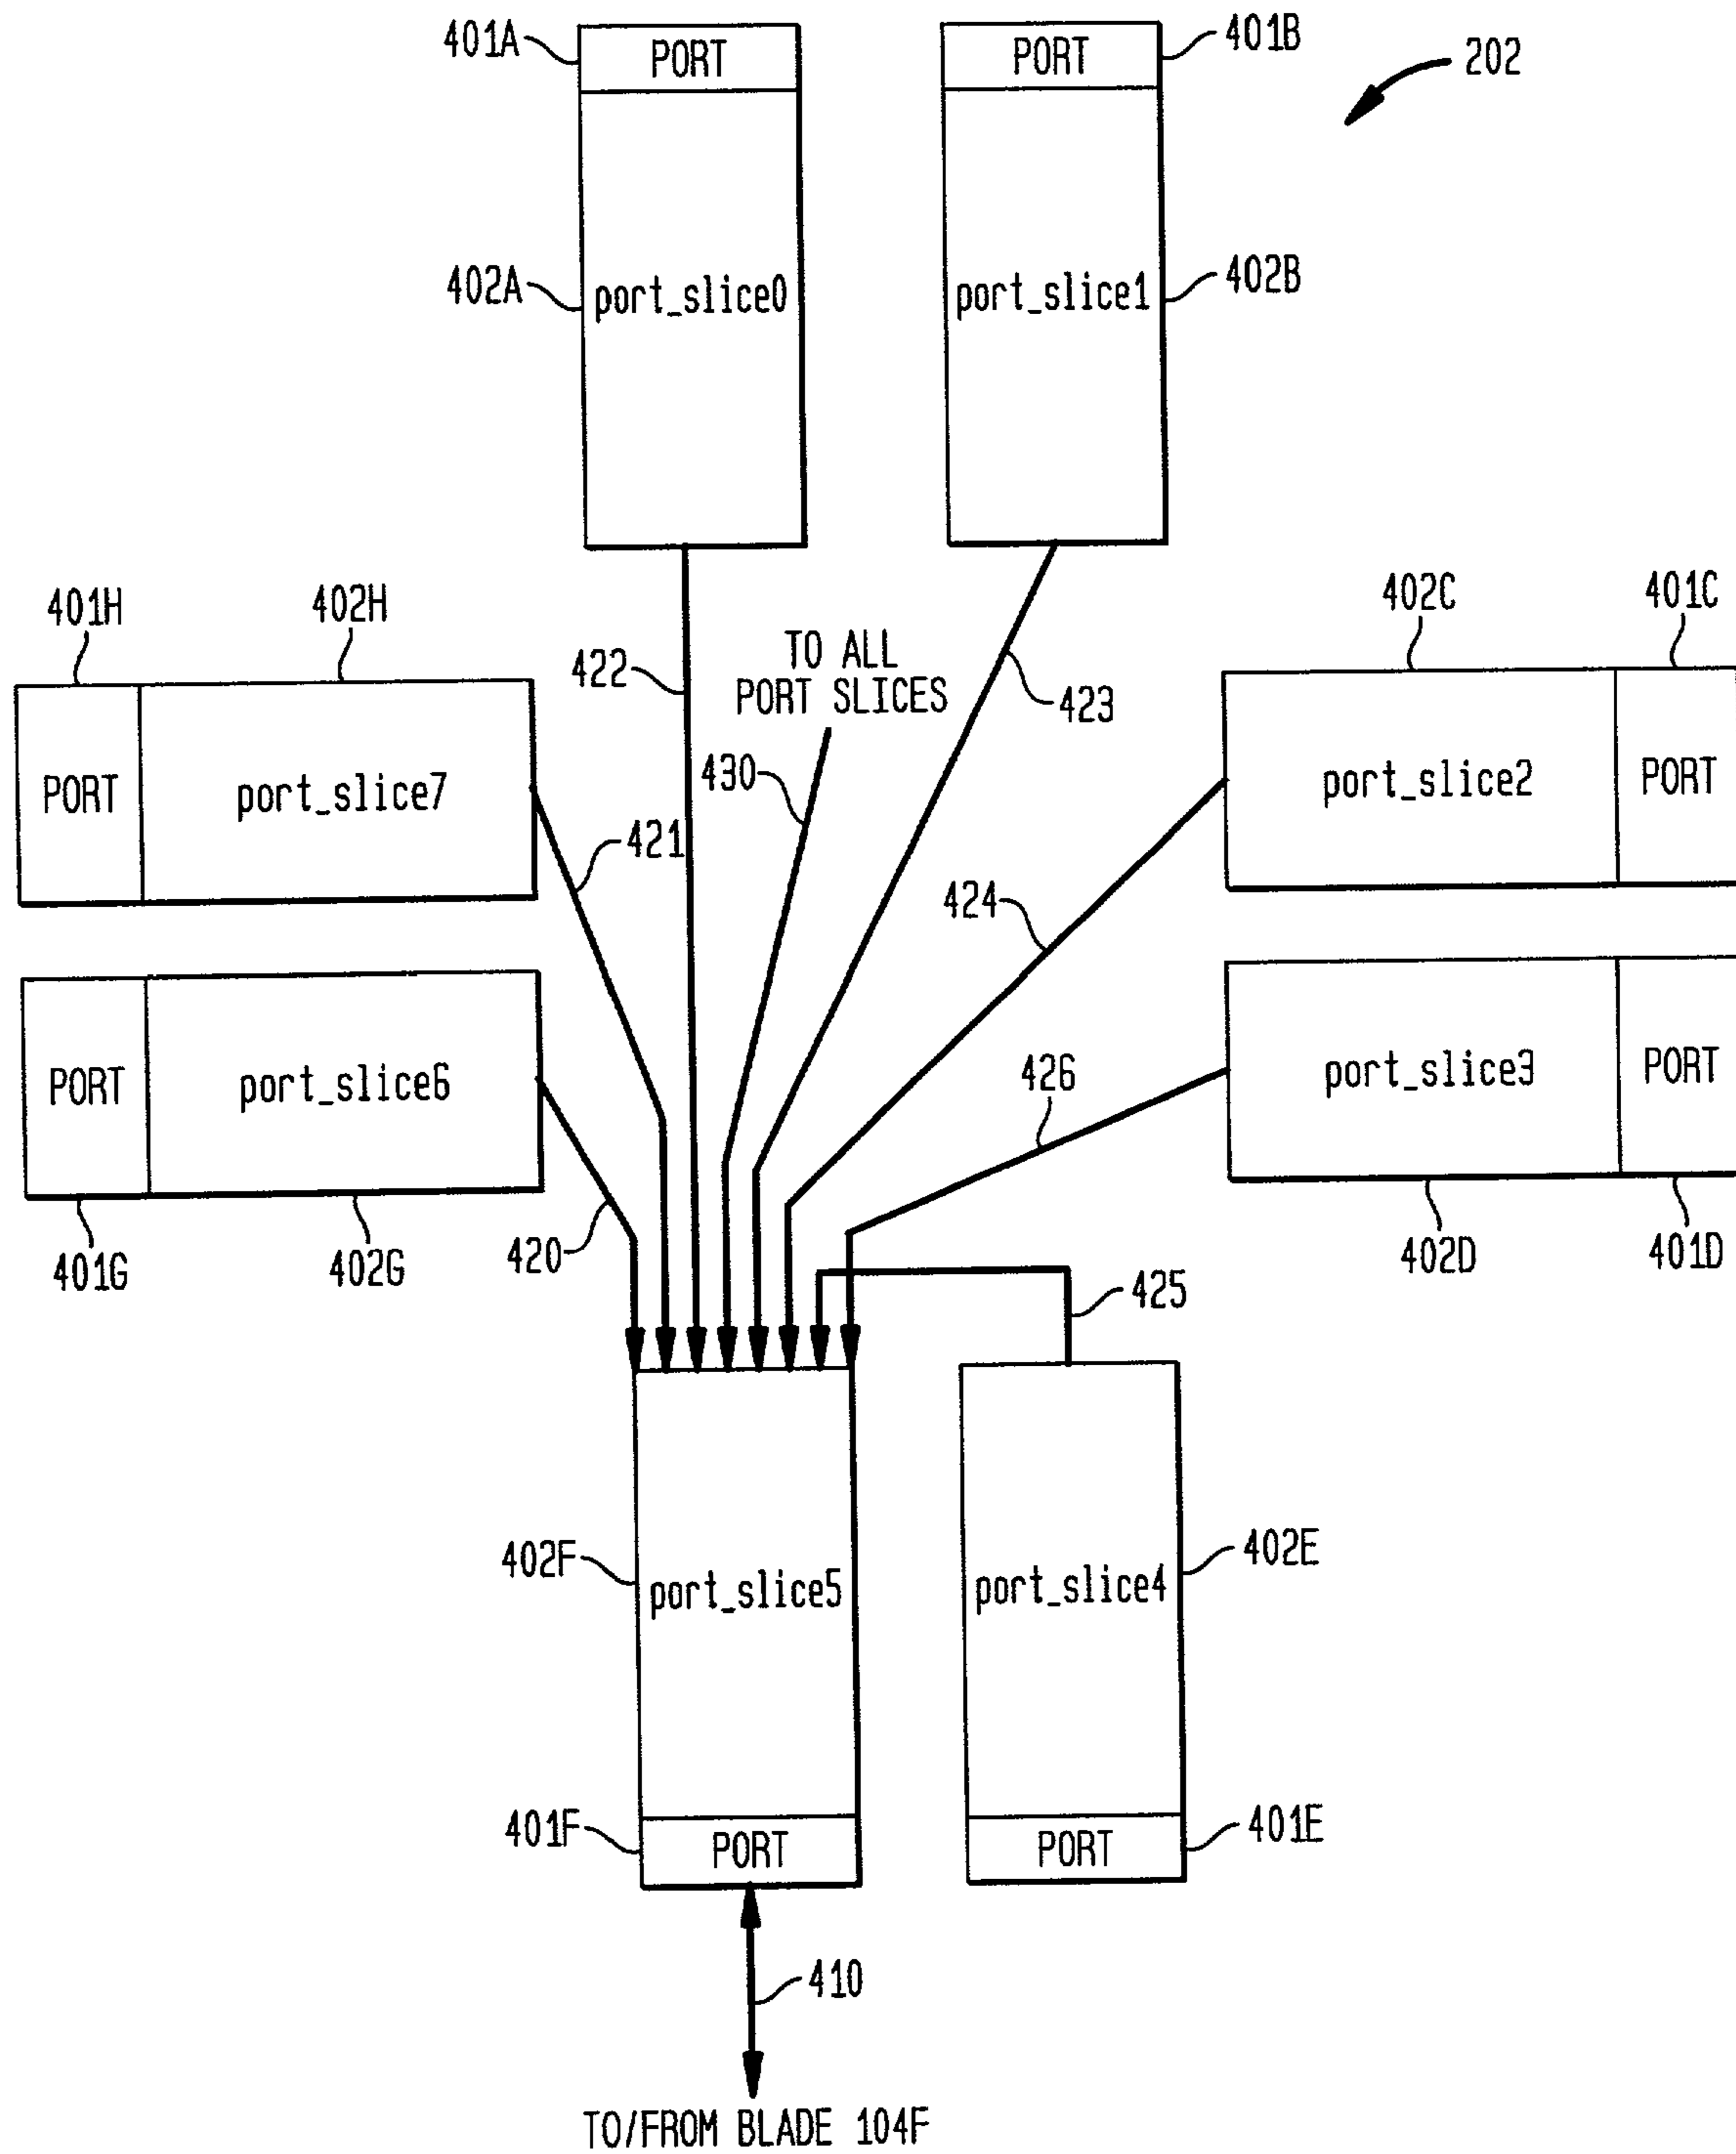 401A
PORT
PORT
401B
202
402A
port_slice0
port_slice1
402B
401H
402H
402C
401C
422
TO ALL
PORT SLICES
423
PORT
port_slice7
430
port_slice2
PORT
421
424
PORT
port_slice6
426
port_slice3
PORT
401G
402G
420
402D
401D
425
402F
port_slice5
port_slice4
402E
401F
PORT
PORT
401E
410
TO/FROM BLADE 104F